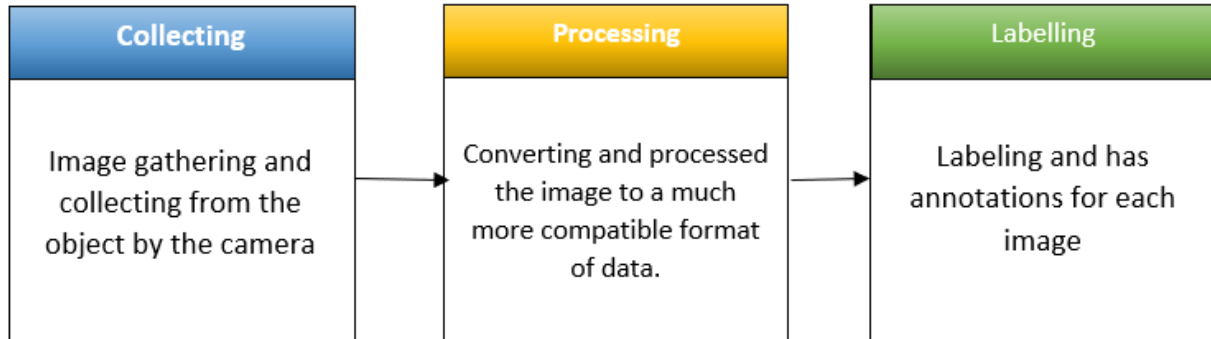 Collecting
Image gathering and
collecting from the
object by the camera
Processing
Converting and processed
the image to a much
more compatible format
of data.
Labelling
Labeling and has
annotations for each
image